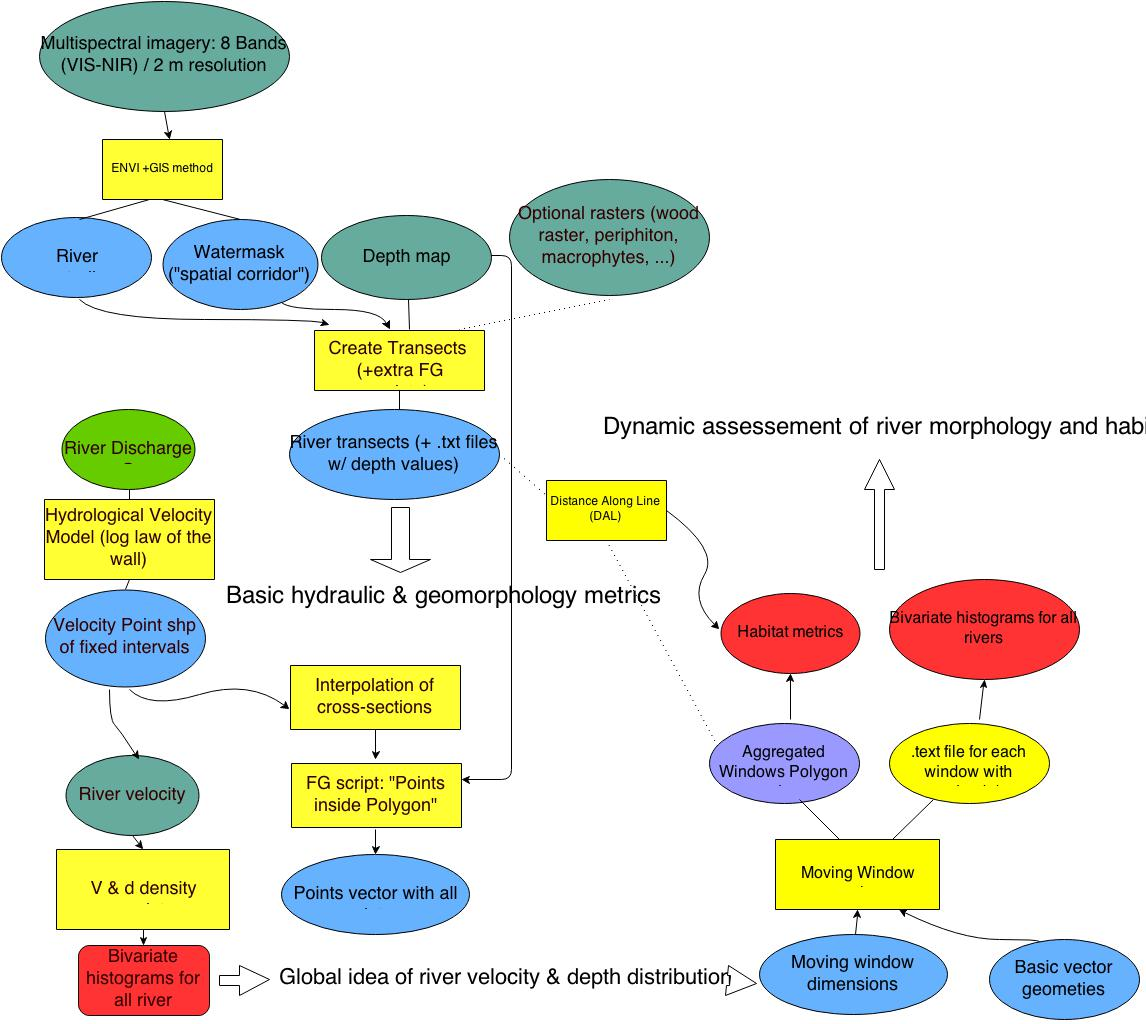 Multispectral imagery: 8 Bands
(VIS-NIR) / 2 m resolution
ENVI +GIS method
River
Watermask
("spatial corridor")
Depth map
Optional rasters (wood
raster, periphiton,
macrophytes, ...)
Create Transects
(+extra FG
River Discharge
River transects (+ .txt files
w/ depth values)
Dynamic assessement of river morphology and habi
Hydrological Velocity
Model (log law of the
wall)
Distance Along Line
(DAL)
Basic hydraulic & geomorphology metrics
Velocity Point shp
of fixed intervals
Habitat metrics
Bivariate histograms for all
rivers
Interpolation of
cross-sections
FG script: "Points
inside Polygon"
Aggregated
Windows Polygon
.text file for each
window with
River velocity
V & d density
Points vector with all
Moving Window
Bivariate
histograms for
all river
Global idea of river velocity & depth distribution
Moving window
dimensions
Basic vector
geometies